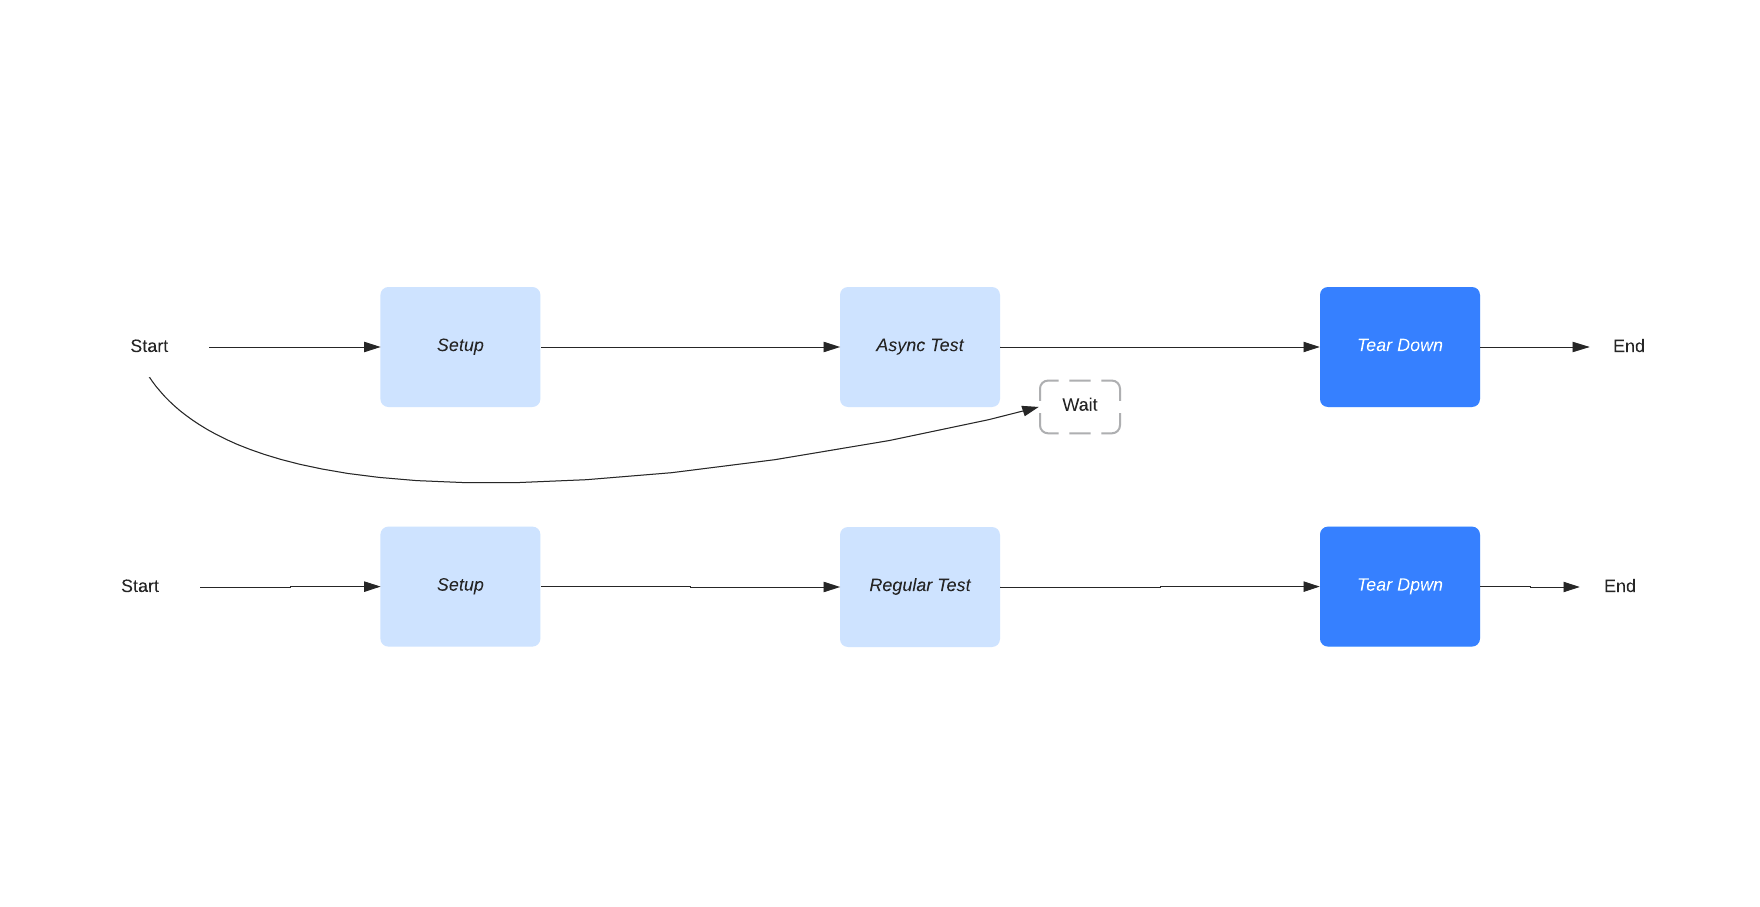 Start
Setup
Async Test
Tear Down
End
Wait
Start
Setup
Regular Test
Tear Dpwn
End